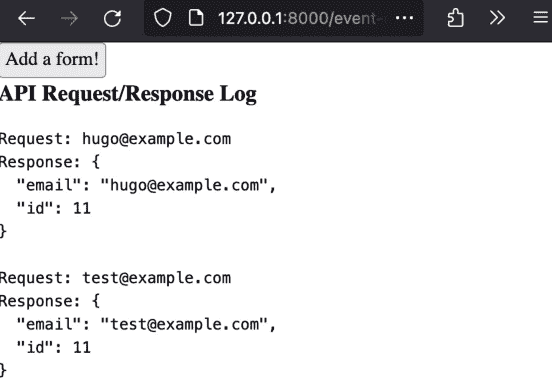 127.0.0.1:8000/event-
Add a form!
API Request/Response Log
Request: hugo@example.com
Response: {
  "email": "hugo@example.com",
  "id": 11
}
Request: test@example.com
Response: {
  "email": "test@example.com",
  "id": 11
}